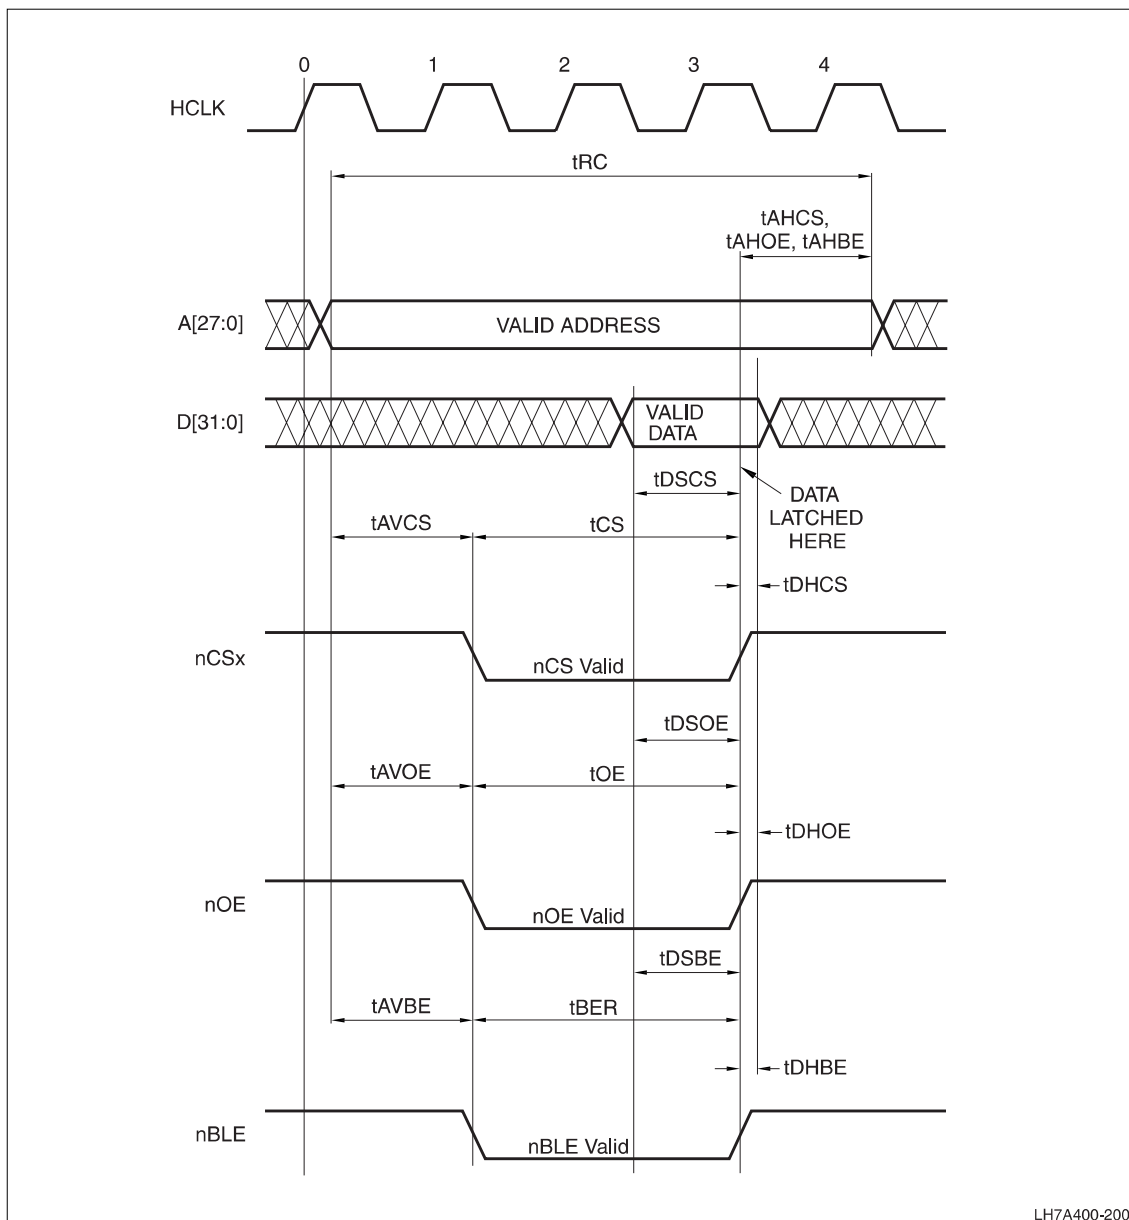 0 1 2 3 4
HCLK
tRC
tAHCS,
tAHOE, tAHBE
A[27:0]
VALID ADDRESS
D[31:0]
VALID
DATA
tDSCS
DATA
LATCHED
HERE
tAVCS
tCS
tDHCS
nCSx
nCS Valid
tDSOE
tAVOE
tOE
tDHOE
nOE
nOE Valid
tDSBE
tAVBE
tBER
tDHBE
nBLE
nBLE Valid
LH7A400-200